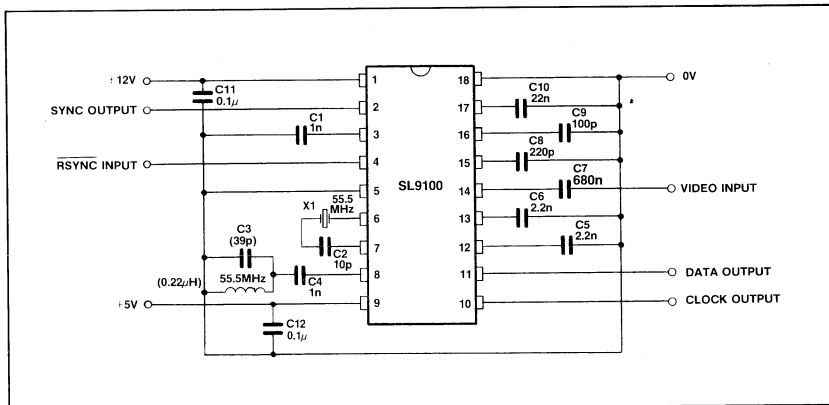 +12V
C11
0.1μ
SYNC OUTPUT
C1
1n
RSYNC INPUT
X1
55.5
MHz
C3
(39p)
C2
10p
(0.22μH)
55.5MHz
C4
1n
+5V
C12
0.1μ
1
2
3
4
5
6
7
8
9
SL9100
18
17
16
15
14
13
12
11
10
C10
22n
C9
100p
C8
220p
C7
680n
C6
2.2n
C5
2.2n
0V
VIDEO INPUT
DATA OUTPUT
CLOCK OUTPUT